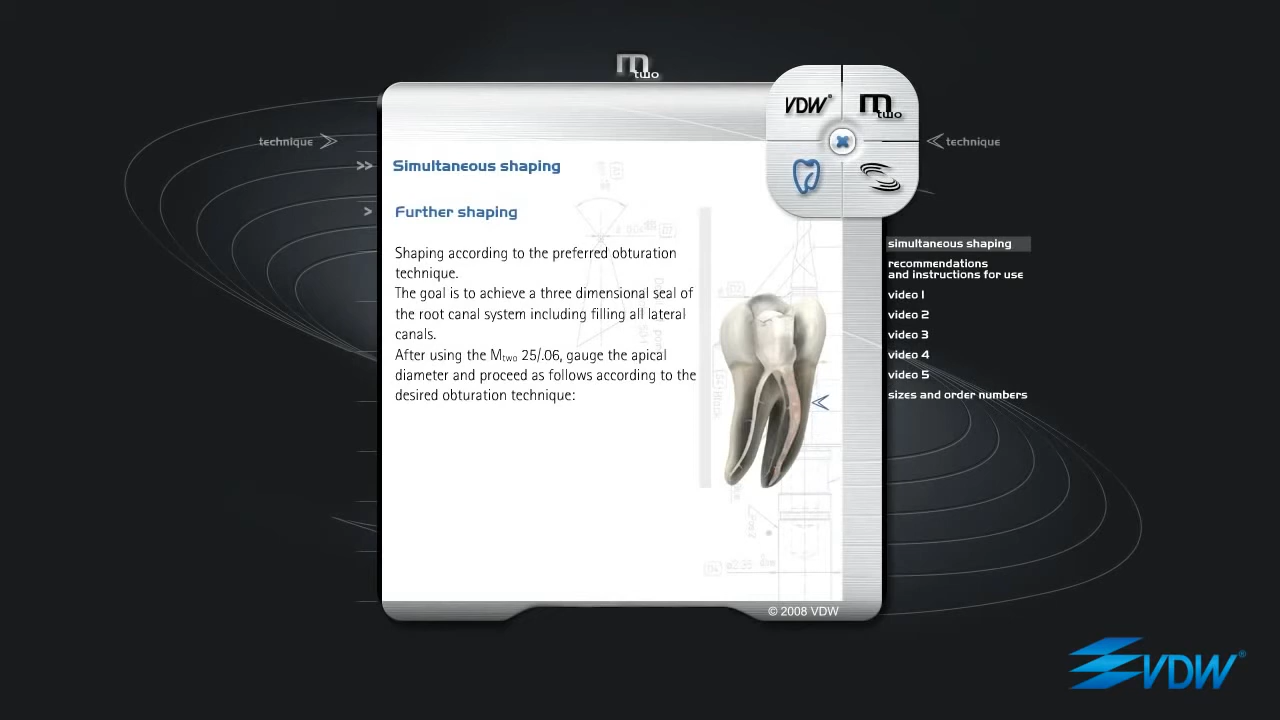 m
two
VDW®
m
two
technique
technique
Simultaneous shaping
Further shaping
Shaping according to the preferred obturation
technique.
The goal is to achieve a three dimensional seal of
the root canal system including filling all lateral
canals.
After using the Mtwo 25/.06, gauge the apical
diameter and proceed as follows according to the
desired obturation technique:
simultaneous shaping
recommendations
and instructions for use
video 1
video 2
video 3
video 4
video 5
sizes and order numbers
© 2008 VDW
VDW®